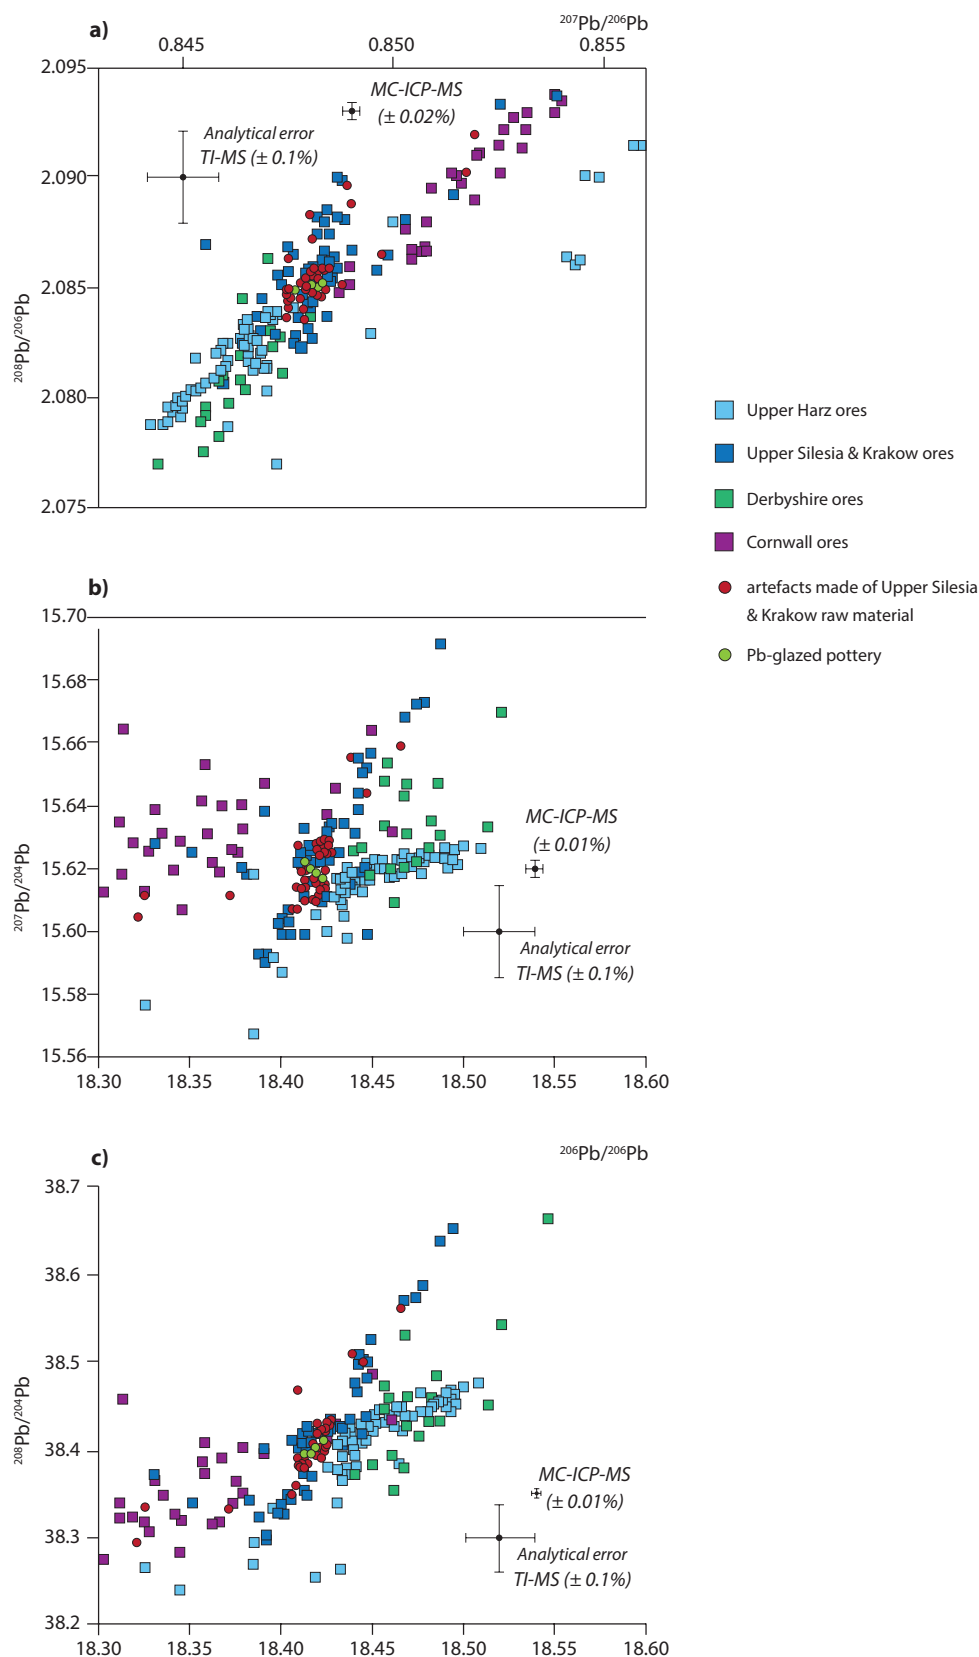 a)
²⁰⁷Pb/²⁰⁶Pb
0.845 0.850 0.855
2.095
2.090
2.085
2.080
2.075
²⁰⁸Pb/²⁰⁶Pb
MC-ICP-MS
(± 0.02%)
Analytical error
TI-MS (± 0.1%)
Upper Harz ores
Upper Silesia & Krakow ores
Derbyshire ores
Cornwall ores
artefacts made of Upper Silesia
& Krakow raw material
Pb-glazed pottery
b)
15.70
15.68
15.66
15.64
15.62
15.60
15.58
15.56
²⁰⁷Pb/²⁰⁴Pb
MC-ICP-MS
(± 0.01%)
Analytical error
TI-MS (± 0.1%)
18.30 18.35 18.40 18.45 18.50 18.55 18.60
²⁰⁶Pb/²⁰⁶Pb
c)
38.7
38.6
38.5
38.4
38.3
38.2
²⁰⁸Pb/²⁰⁴Pb
MC-ICP-MS
(± 0.01%)
Analytical error
TI-MS (± 0.1%)
18.30 18.35 18.40 18.45 18.50 18.55 18.60